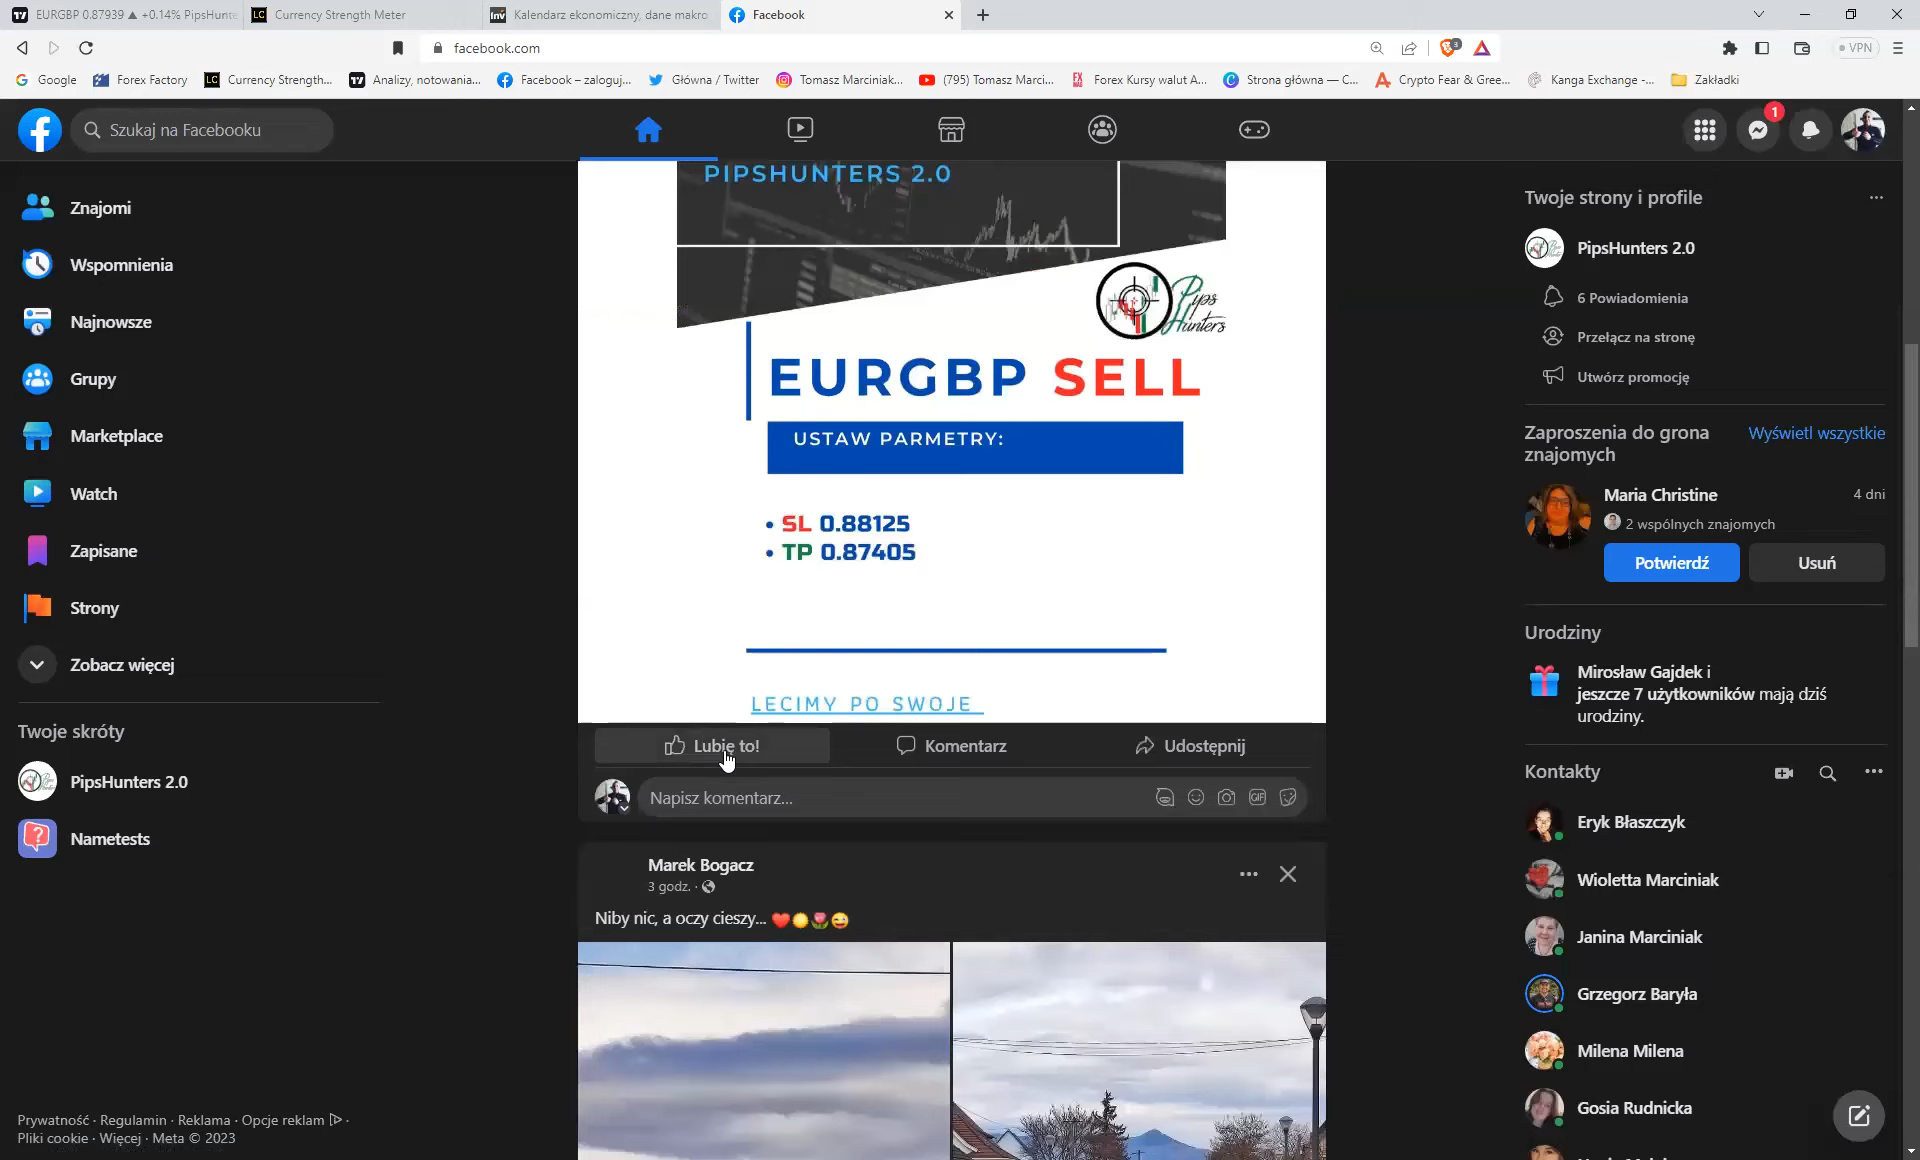 EURGBP 0.87939 ▲ +0.14% PipsHunte
Currency Strength Meter
Kalendarz ekonomiczny, dane makro
Facebook
facebook.com
3
VPN
Google
Forex Factory
Currency Strength...
Analizy, notowania...
Facebook – zaloguj...
Główna / Twitter
Tomasz Marciniak...
(795) Tomasz Marci...
Forex Kursy walut A...
Strona główna — C...
Crypto Fear & Gree...
Kanga Exchange -...
Zakładki
Szukaj na Facebooku
1
Znajomi
Wspomnienia
Najnowsze
Grupy
Marketplace
Watch
Zapisane
Strony
Zobacz więcej
Twoje skróty
PipsHunters 2.0
Nametests
Prywatność · Regulamin · Reklama · Opcje reklam ·
Pliki cookie · Więcej · Meta © 2023
PIPSHUNTERS 2.0
Pips
Hunters
EURGBP SELL
USTAW PARMETRY:
• SL 0.88125
• TP 0.87405
LECIMY PO SWOJE
Lubię to!
Komentarz
Udostępnij
Napisz komentarz...
GIF
Marek Bogacz
3 godz. ·
Niby nic, a oczy cieszy... ❤️🌼🌷😅
Twoje strony i profile
PipsHunters 2.0
6 Powiadomienia
Przełącz na stronę
Utwórz promocję
Zaproszenia do grona
znajomych
Wyświetl wszystkie
Maria Christine
4 dni
2 wspólnych znajomych
Potwierdź
Usuń
Urodziny
Mirosław Gajdek i
jeszcze 7 użytkowników mają dziś
urodziny.
Kontakty
Eryk Błaszczyk
Wioletta Marciniak
Janina Marciniak
Grzegorz Baryła
Milena Milena
Gosia Rudnicka